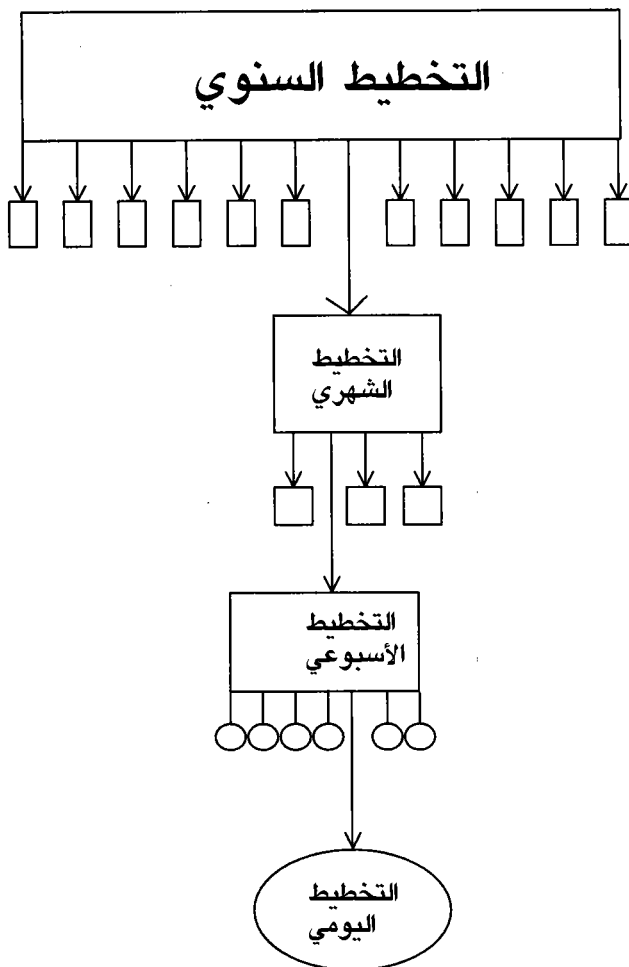 التخطيط السنوي
التخطيط
الشهري
التخطيط
الأسبوعي
التخطيط
اليومي